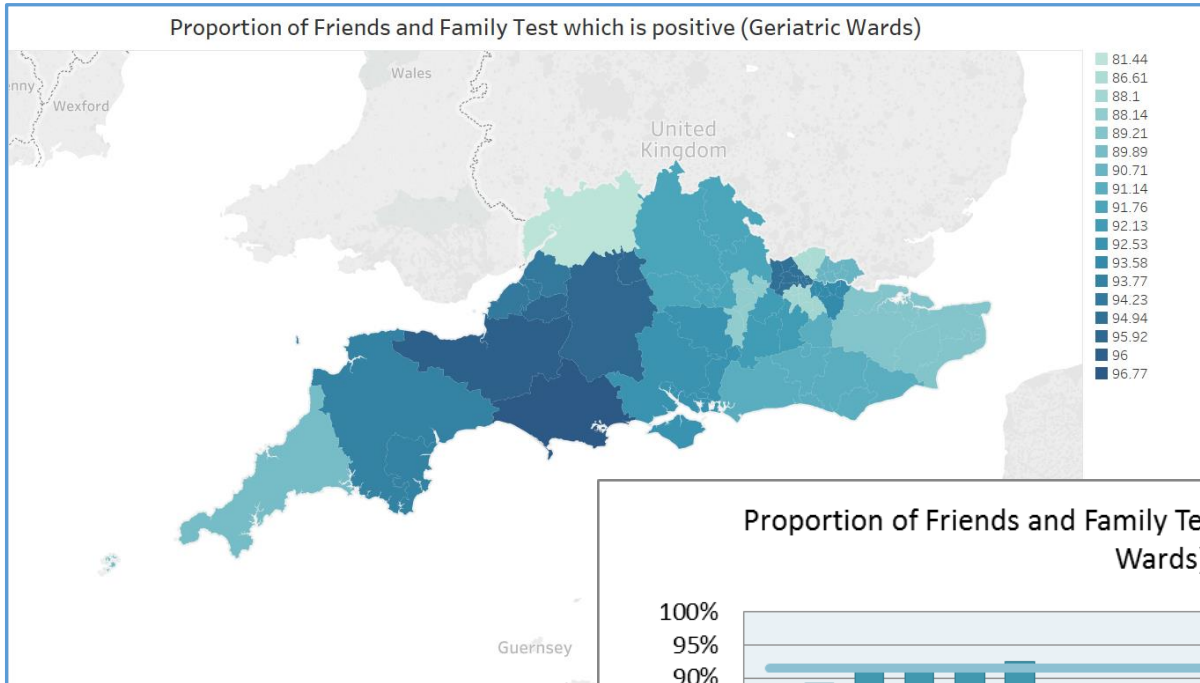 Proportion of Friends and Family Test which is positive (Geriatric Wards)
Wales
Wexford
United
Kingdom
Guernsey
81.44
86.61
88.1
88.14
89.21
89.89
90.71
91.14
91.76
92.13
92.53
93.58
93.77
94.23
94.94
95.92
96
96.77
Proportion of Friends and Family Te
Wards)
100%
95%
90%